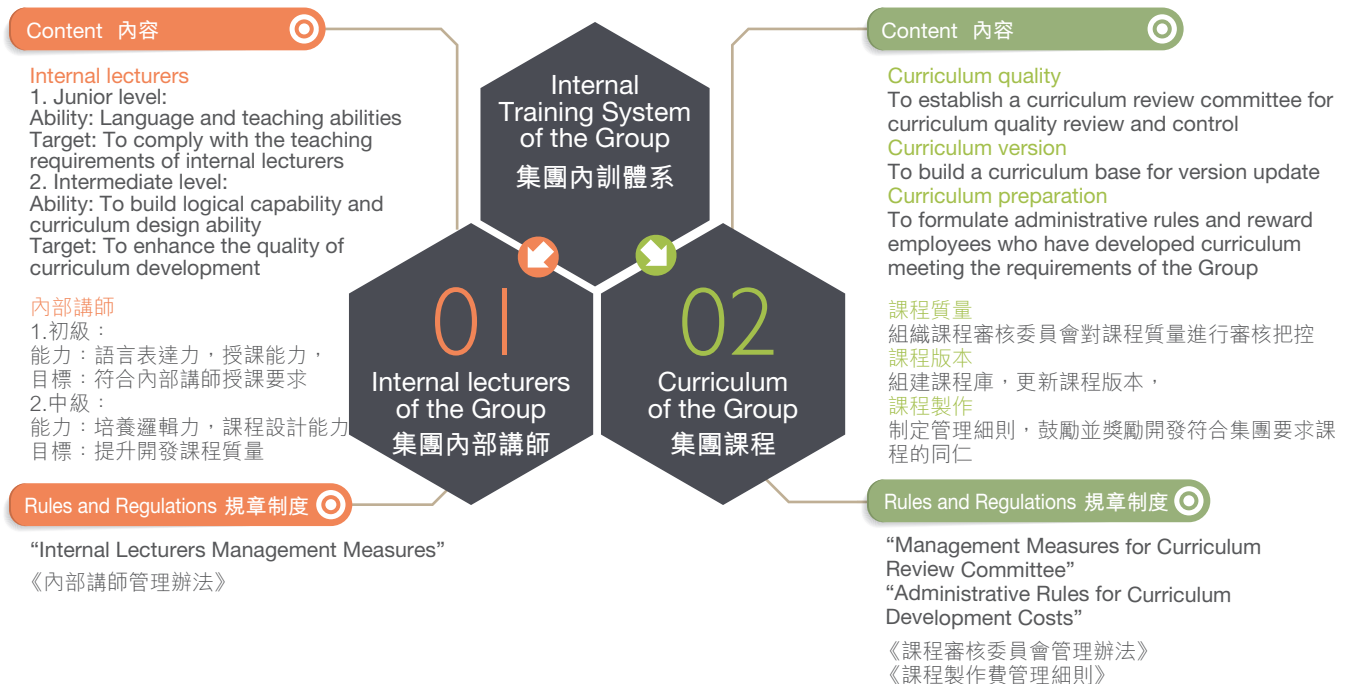 Content 內容
Internal lecturers
1. Junior level:
Ability: Language and teaching abilities
Target: To comply with the teaching
requirements of internal lecturers
2. Intermediate level:
Ability: To build logical capability and
curriculum design ability
Target: To enhance the quality of
curriculum development
內部講師
1.初級：
能力：語言表達力，授課能力，
目標：符合內部講師授課要求
2.中級：
能力：培養邏輯力，課程設計能力
目標：提升開發課程質量
Rules and Regulations 規章制度
“Internal Lecturers Management Measures”
《內部講師管理辦法》
Internal
Training System
of the Group
集團內訓體系
01
Internal lecturers
of the Group
集團內部講師
02
Curriculum
of the Group
集團課程
Content 內容
Curriculum quality
To establish a curriculum review committee for
curriculum quality review and control
Curriculum version
To build a curriculum base for version update
Curriculum preparation
To formulate administrative rules and reward
employees who have developed curriculum
meeting the requirements of the Group
課程質量
組織課程審核委員會對課程質量進行審核把控
課程版本
組建課程庫，更新課程版本，
課程製作
制定管理細則，鼓勵並獎勵開發符合集團要求課
程的同仁
Rules and Regulations 規章制度
“Management Measures for Curriculum
Review Committee”
“Administrative Rules for Curriculum
Development Costs”
《課程審核委員會管理辦法》
《課程製作費管理細則》